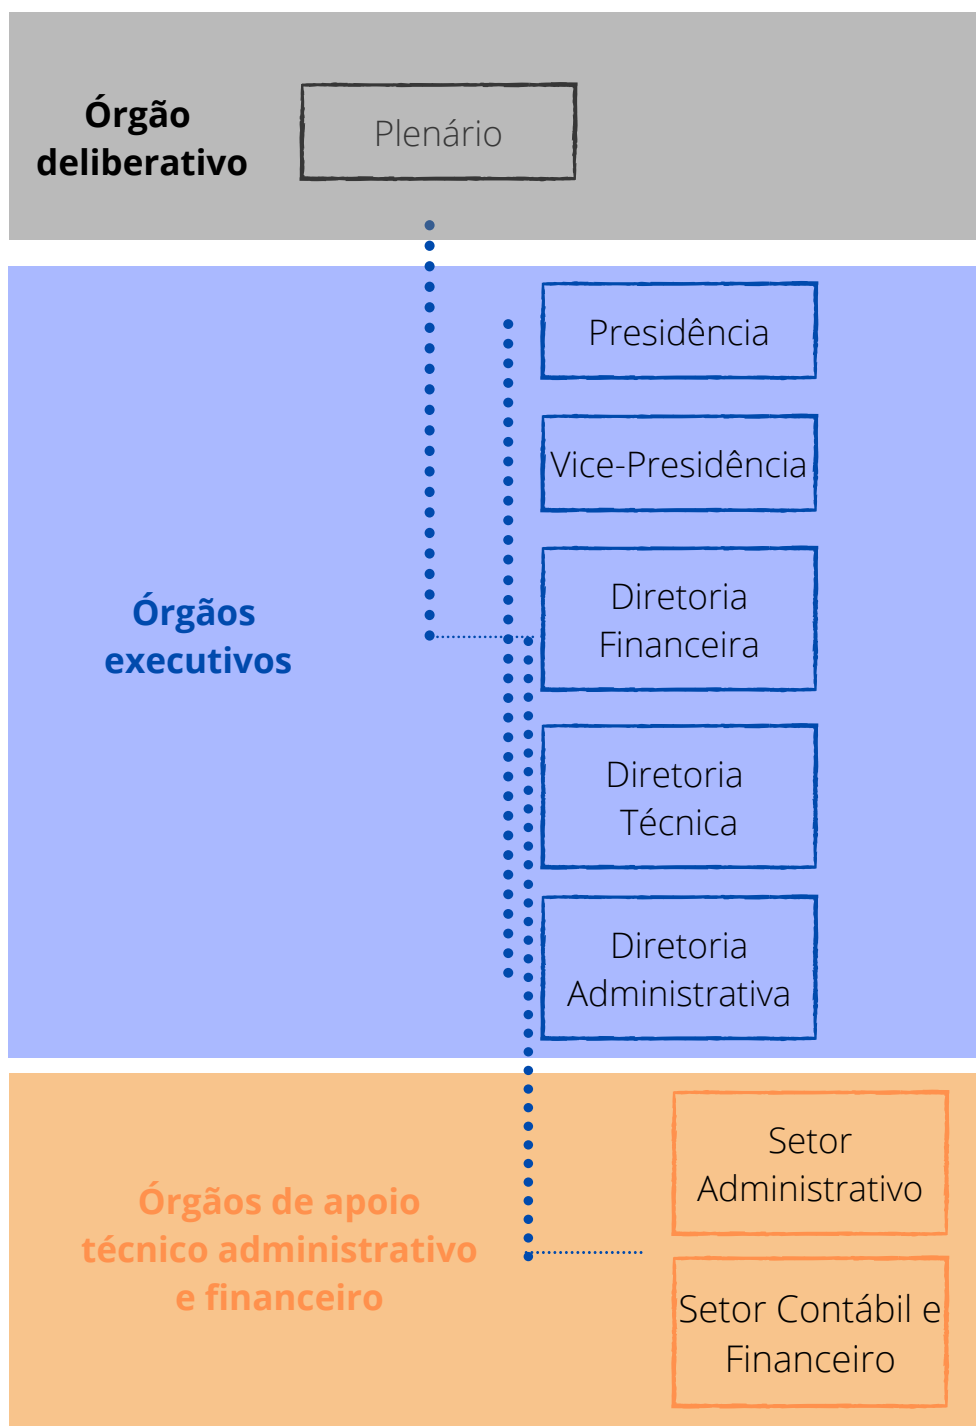 Órgão
deliberativo
Plenário
Órgãos
executivos
Presidência
Vice-Presidência
Diretoria
Financeira
Diretoria
Técnica
Diretoria
Administrativa
Órgãos de apoio
técnico administrativo
e financeiro
Setor
Administrativo
Setor Contábil e
Financeiro